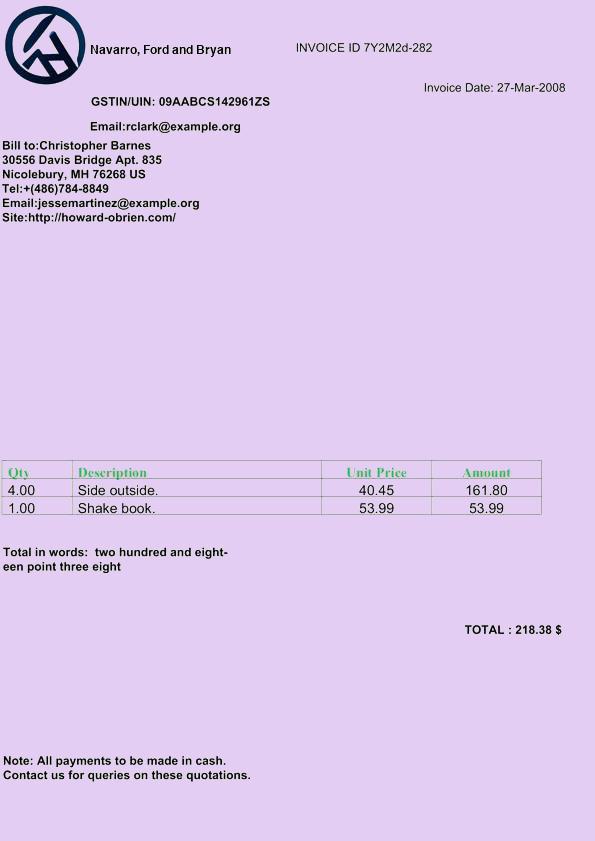 Navarro, Ford and Bryan
INVOICE ID 7Y2M2d-282
Invoice Date: 27-Mar-2008
GSTIN/UIN: 09AABCS142961ZS
Email:rclark@example.org
Bill to:Christopher Barnes
30556 Davis Bridge Apt. 835
Nicolebury, MH 76268 US
Tel:+(486)784-8849
Email:jessemartinez@example.org
Site:http://howard-obrien.com/
Qty Description Unit Price Amount
4.00 Side outside. 40.45 161.80
1.00 Shake book. 53.99 53.99
Total in words: two hundred and eight-
een point three eight
TOTAL : 218.38 $
Note: All payments to be made in cash.
Contact us for queries on these quotations.